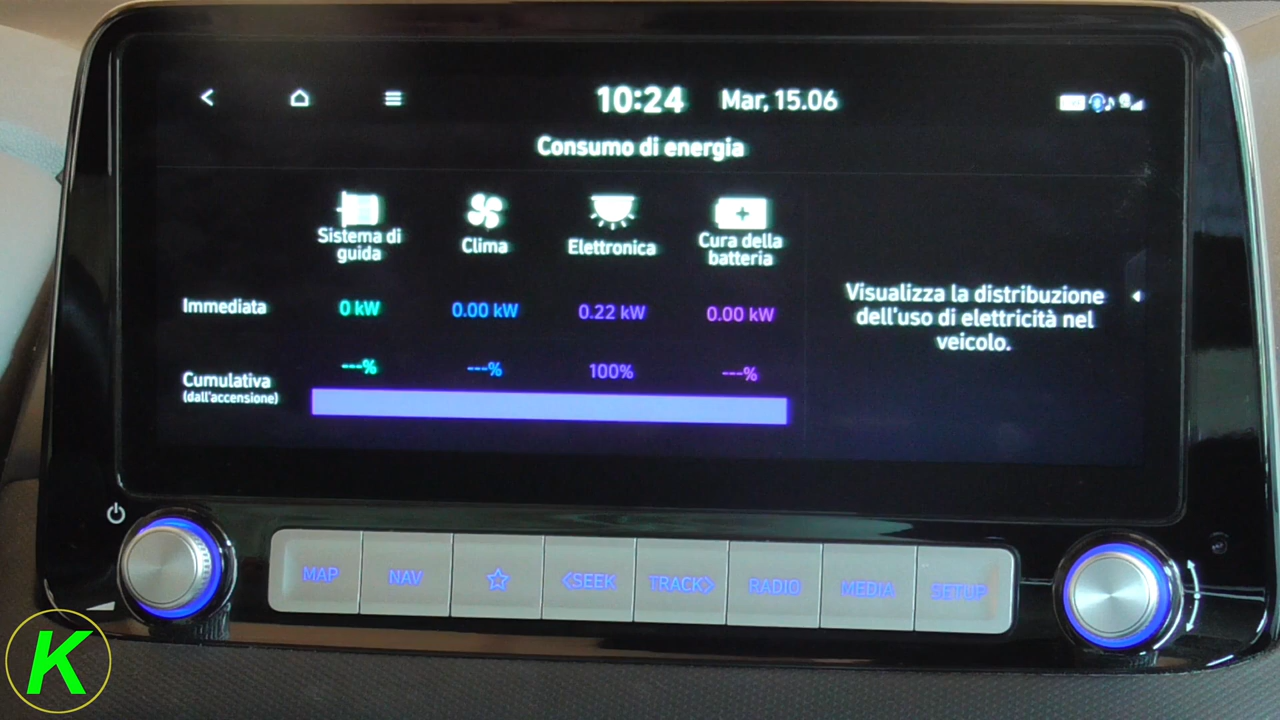 10:24 Mar, 15.06
Consumo di energia
Sistema di
guida
Clima
Elettronica
Cura della
batteria
Immediata 0 kW 0.00 kW 0.22 kW 0.00 kW
Cumulativa
(dall'accensione)
---% ---% 100% ---%
Visualizza la distribuzione
dell'uso di elettricità nel
veicolo.
MAP NAV <SEEK TRACK> RADIO MEDIA SETUP
K